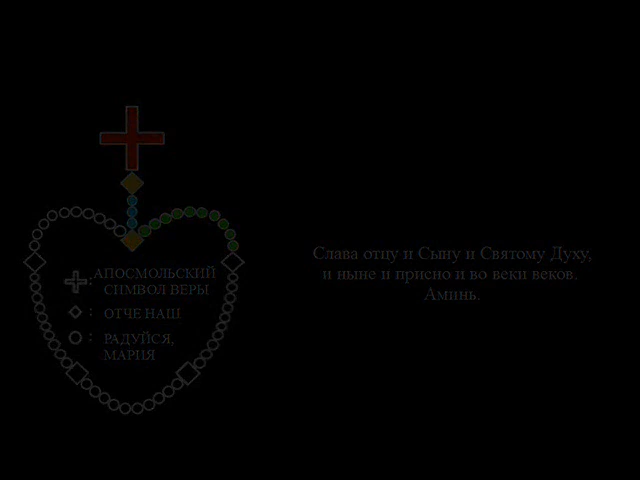 : АПОСМОЛЬСКИЙ
СИМВОЛ ВЕРЫ
: ОТЧЕ НАШ
: РАДУЙСЯ,
МАРИЯ
Слава отцу и Сыну и Святому Духу,
и ныне и присно и во веки веков.
Аминь.